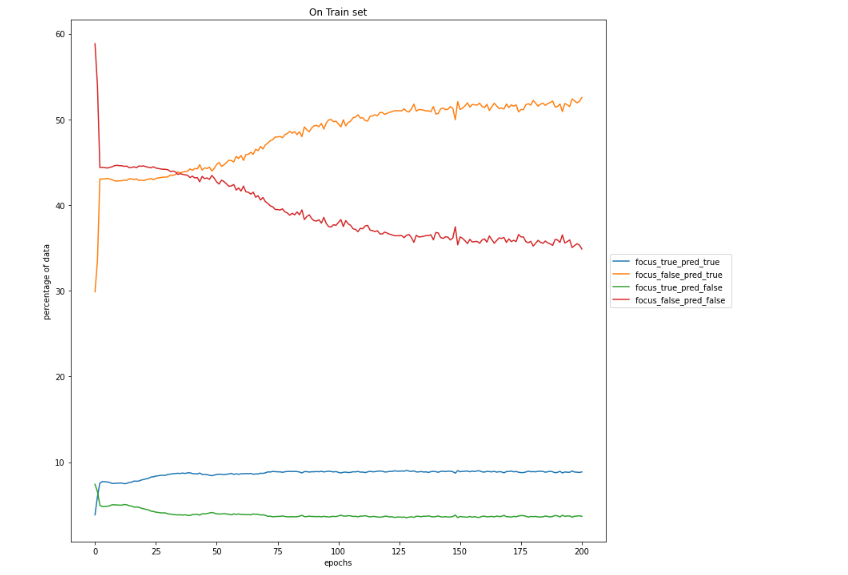 On Train set
60
50
40
30
20
10
percentage of data
0 25 50 75 100 125 150 175 200
epochs
focus_true_pred_true
focus_false_pred_true
focus_true_pred_false
focus_false_pred_false